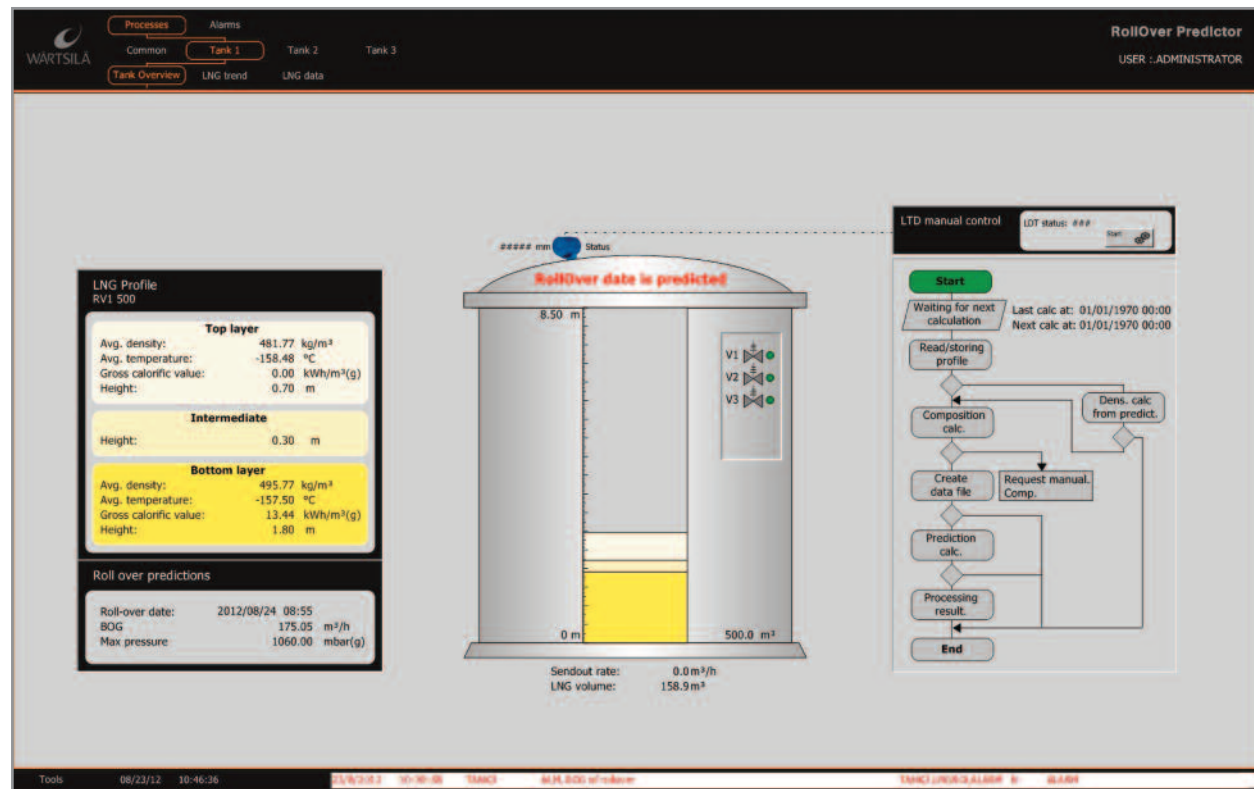 Processes Alarms
WÄRTSILÄ
Common Tank 1 Tank 2 Tank 3
Tank Overview LNG trend LNG data
RollOver Predictor
USER :.ADMINISTRATOR
LNG Profile
RV1 500
Top layer
Avg. density: 481.77 kg/m³
Avg. temperature: -158.48 °C
Gross calorific value: 0.00 kWh/m³(g)
Height: 0.70 m
Intermediate
Height: 0.30 m
Bottom layer
Avg. density: 495.77 kg/m³
Avg. temperature: -157.50 °C
Gross calorific value: 13.44 kWh/m³(g)
Height: 1.80 m
Roll over predictions
Roll-over date: 2012/08/24 08:55
BOG 175.05 m³/h
Max pressure 1060.00 mbar(g)
##### mm Status
RollOver date is predicted
8.50 m
V1
V2
V3
0 m 500.0 m³
Sendout rate: 0.0 m³/h
LNG volume: 158.9 m³
LTD manual control
LDT status: ###
Start
Start
Waiting for next
calculation
Last calc at: 01/01/1970 00:00
Next calc at: 01/01/1970 00:00
Read/storing
profile
Dens. calc
from predict.
Composition
calc.
Create
data file
Request manual.
Comp.
Prediction
calc.
Processing
result.
End
Tools 08/23/12 10:46:36